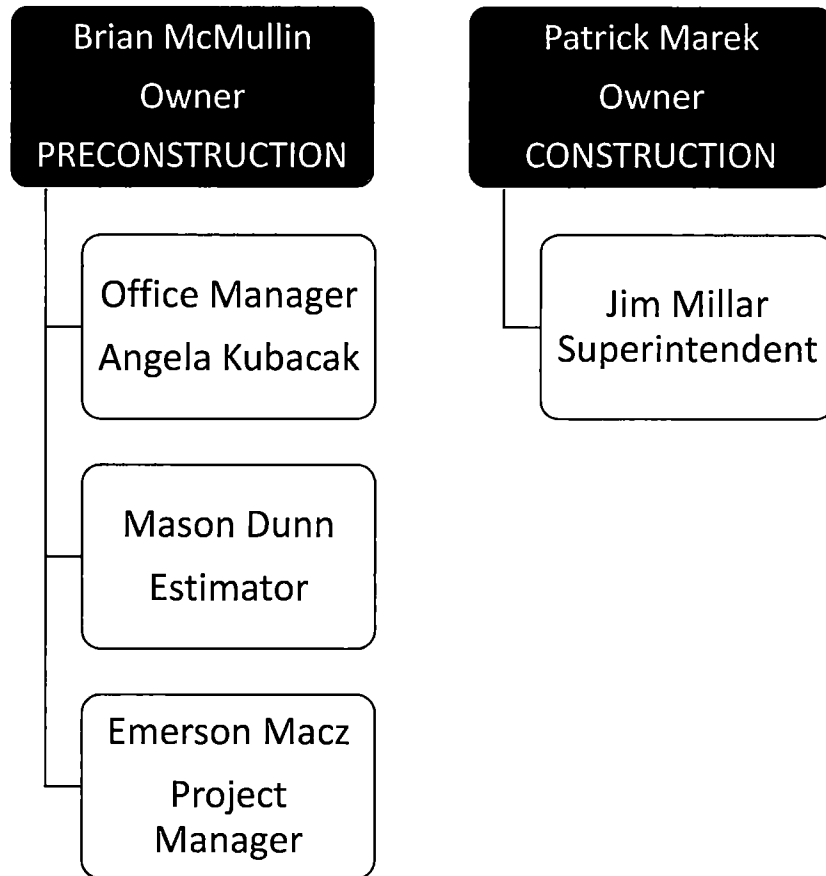 Brian McMullin
Owner
PRECONSTRUCTION
Office Manager
Angela Kubacak
Mason Dunn
Estimator
Emerson Macz
Project
Manager
Patrick Marek
Owner
CONSTRUCTION
Jim Millar
Superintendent